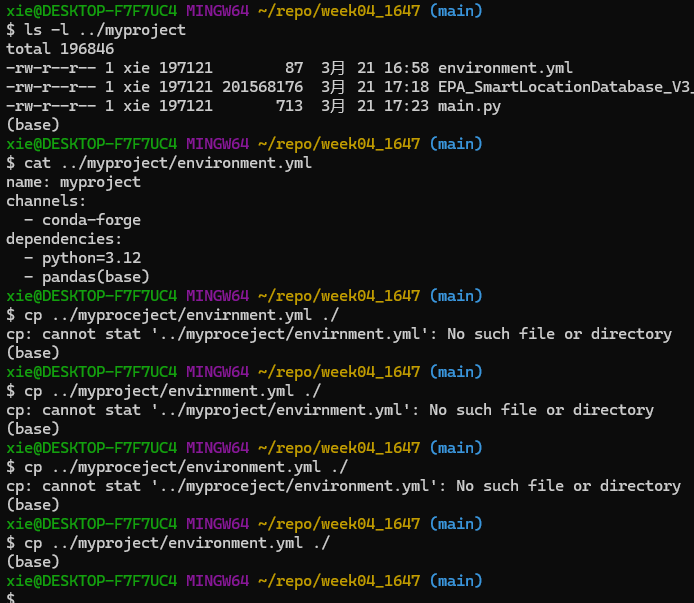 xie@DESKTOP-F7F7UC4 MINGW64 ~/repo/week04_1647 (main)
$ ls -l ../myproject
total 196846
-rw-r--r-- 1 xie 197121        87  3月 21 16:58 environment.yml
-rw-r--r-- 1 xie 197121 201568176  3月 21 17:18 EPA_SmartLocationDatabase_V3_
-rw-r--r-- 1 xie 197121       713  3月 21 17:23 main.py
(base)
xie@DESKTOP-F7F7UC4 MINGW64 ~/repo/week04_1647 (main)
$ cat ../myproject/environment.yml
name: myproject
channels:
  - conda-forge
dependencies:
  - python=3.12
  - pandas(base)
xie@DESKTOP-F7F7UC4 MINGW64 ~/repo/week04_1647 (main)
$ cp ../myproceject/envirnment.yml ./
cp: cannot stat '../myproceject/envirnment.yml': No such file or directory
(base)
xie@DESKTOP-F7F7UC4 MINGW64 ~/repo/week04_1647 (main)
$ cp ../myproject/envirnment.yml ./
cp: cannot stat '../myproject/envirnment.yml': No such file or directory
(base)
xie@DESKTOP-F7F7UC4 MINGW64 ~/repo/week04_1647 (main)
$ cp ../myproceject/environment.yml ./
cp: cannot stat '../myproceject/environment.yml': No such file or directory
(base)
xie@DESKTOP-F7F7UC4 MINGW64 ~/repo/week04_1647 (main)
$ cp ../myproject/environment.yml ./
(base)
xie@DESKTOP-F7F7UC4 MINGW64 ~/repo/week04_1647 (main)
$